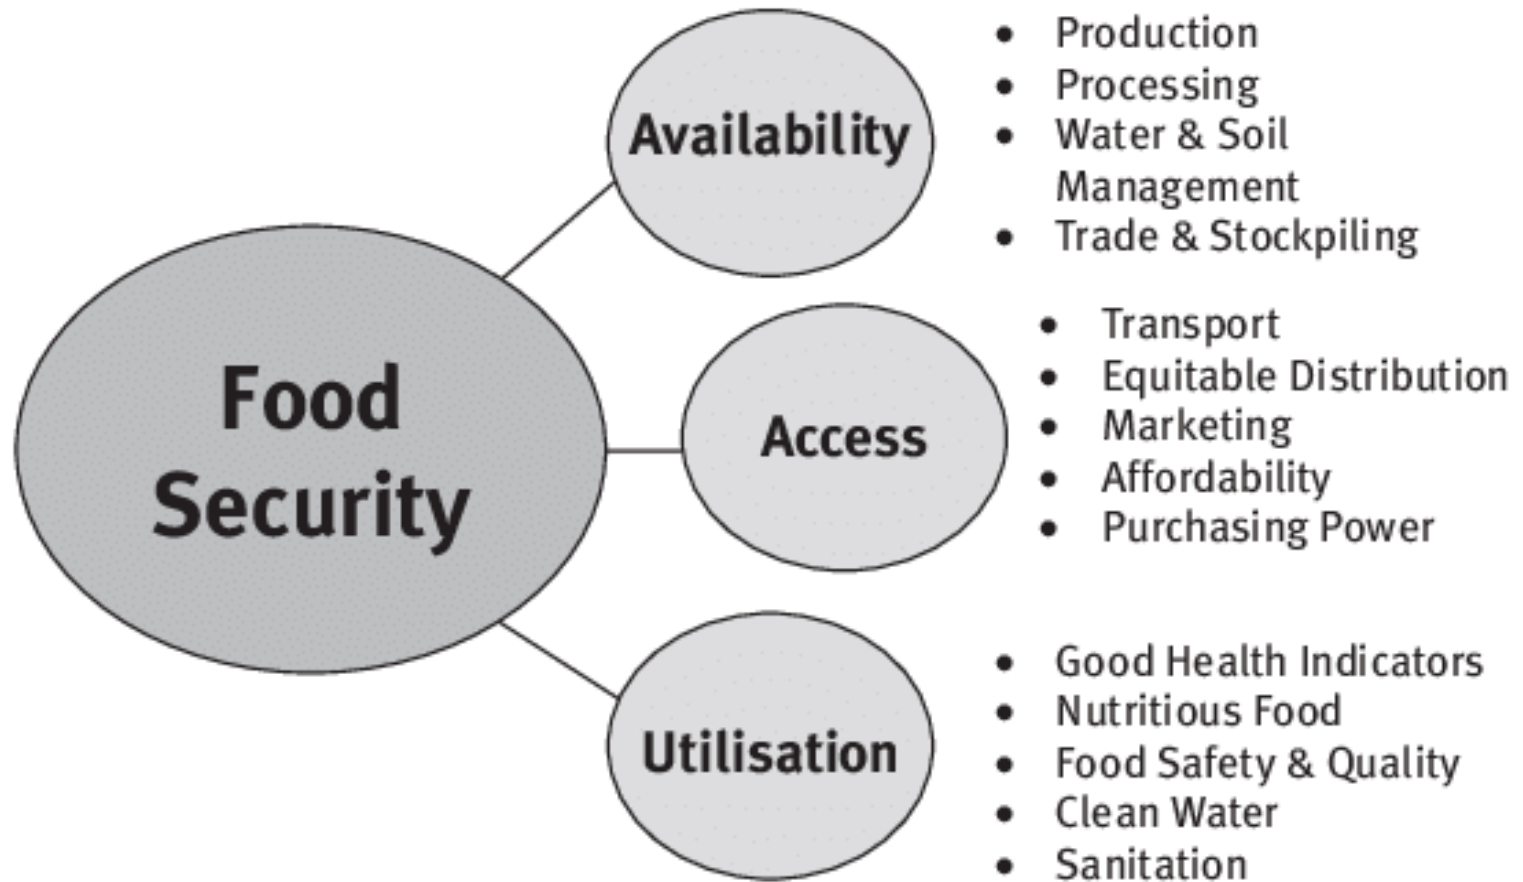 Food
Security
Availability
• Production
• Processing
• Water & Soil
Management
• Trade & Stockpiling
Access
• Transport
• Equitable Distribution
• Marketing
• Affordability
• Purchasing Power
Utilisation
• Good Health Indicators
• Nutritious Food
• Food Safety & Quality
• Clean Water
• Sanitation